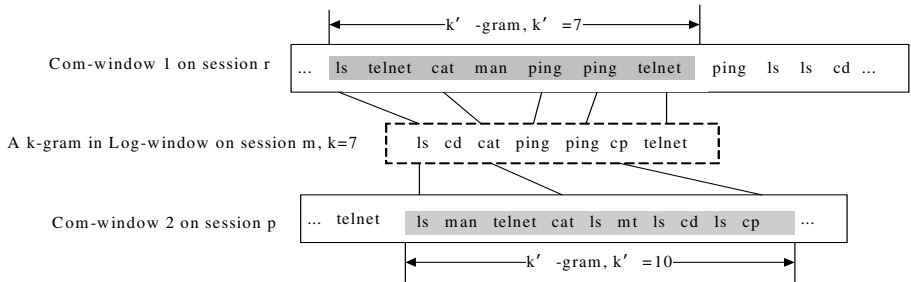 k′ -gram, k′ =7
Com-window 1 on session r ... ls telnet cat man ping ping telnet ping ls ls cd ...
A k-gram in Log-window on session m, k=7 ls cd cat ping ping cp telnet
Com-window 2 on session p ... telnet ls man telnet cat ls mt ls cd ls cp ...
k′ -gram, k′ =10